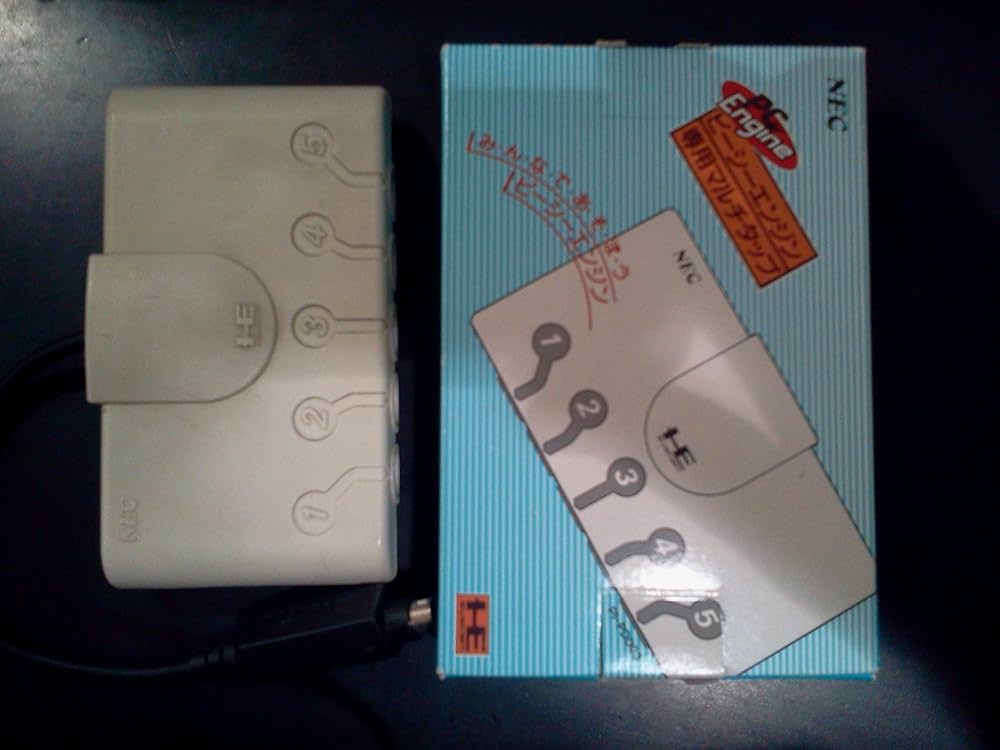 5
4
3
2
1
HE
NEC
NEC
PC
Engine
ピーシーエンジン
専用マルチタップ
み・ん・な・で・あ・そ・ぼ・う
ピーシーエンジン
NEC
1
2
3
4
5
HE
HE